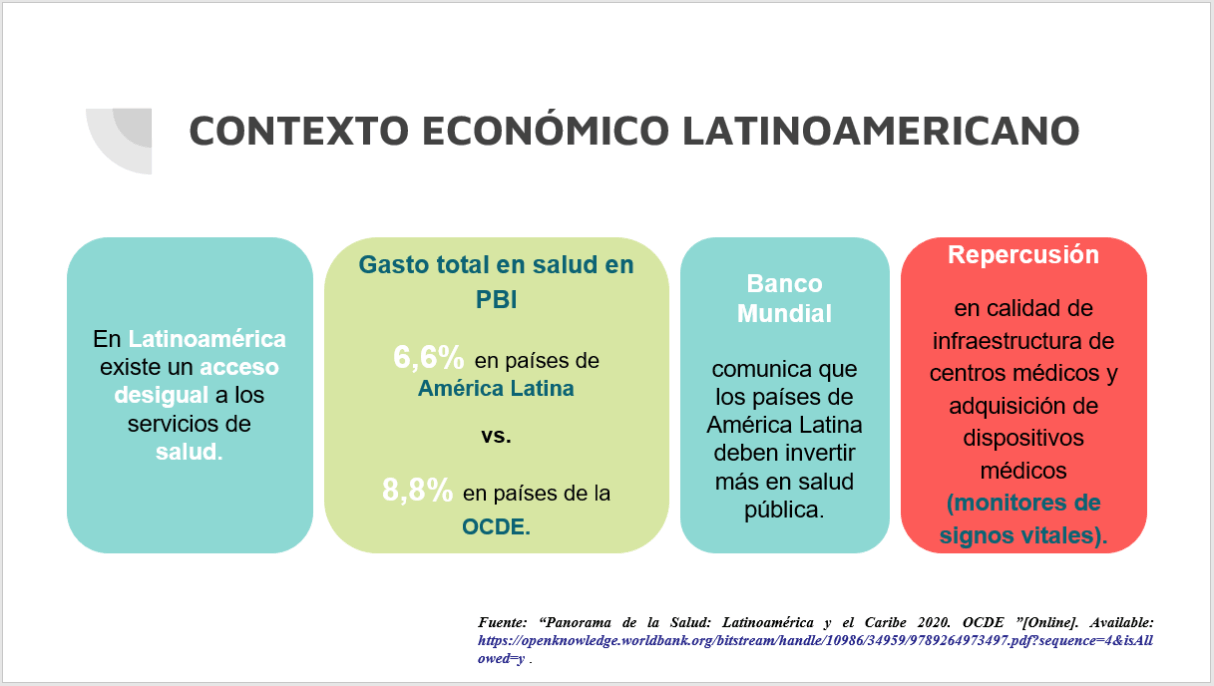 CONTEXTO ECONÓMICO LATINOAMERICANO
En Latinoamérica
existe un acceso
desigual a los
servicios de
salud.
Gasto total en salud en
PBI
6,6% en países de
América Latina
vs.
8,8% en países de la
OCDE.
Banco
Mundial
comunica que
los países de
América Latina
deben invertir
más en salud
pública.
Repercusión
en calidad de
infraestructura de
centros médicos y
adquisición de
dispositivos
médicos
(monitores de
signos vitales).
Fuente: “Panorama de la Salud: Latinoamérica y el Caribe 2020. OCDE ”[Online]. Available:
https://openknowledge.worldbank.org/bitstream/handle/10986/34959/9789264973497.pdf?sequence=4&isAll
owed=y .